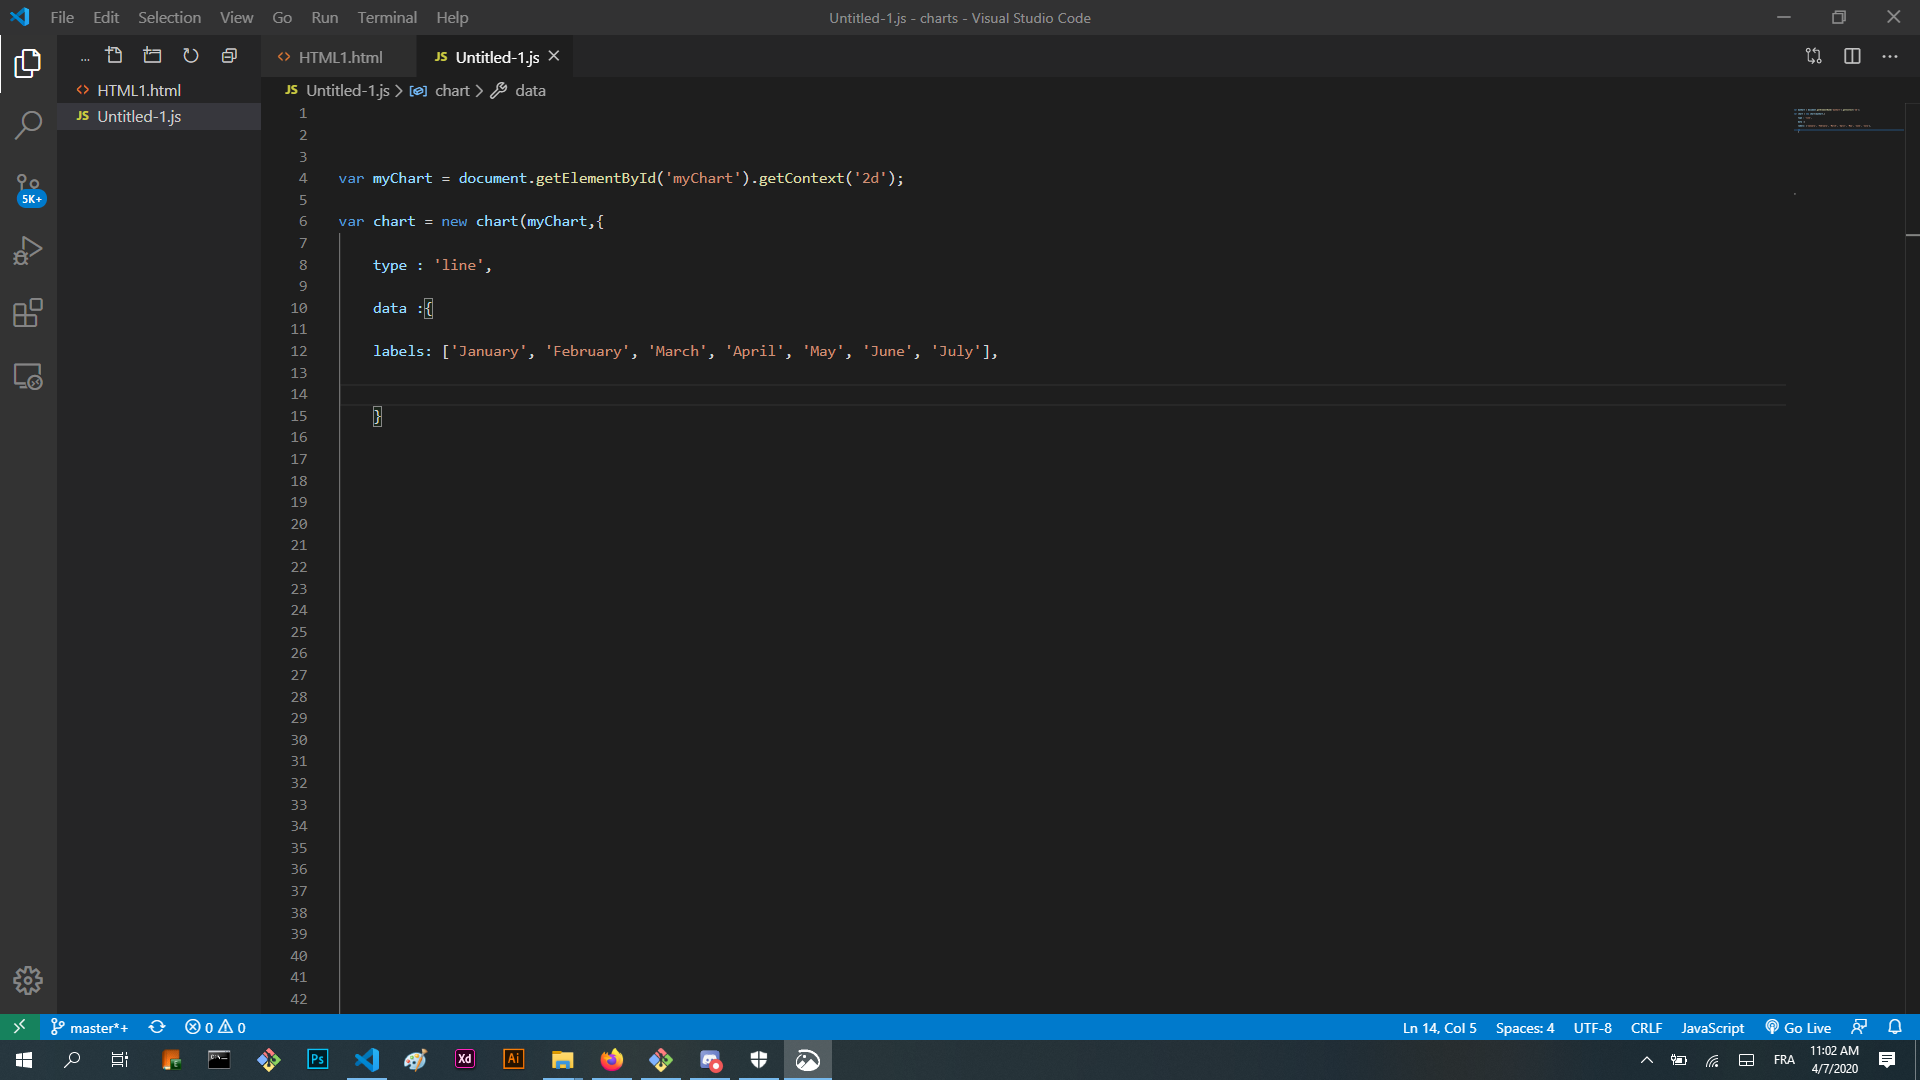 File Edit Selection View Go Run Terminal Help
Untitled-1.js - charts - Visual Studio Code
...
HTML1.html
JS Untitled-1.js
5K+
HTML1.html
JS Untitled-1.js
JS Untitled-1.js > chart > data
1
2
3
4 var myChart = document.getElementById('myChart').getContext('2d');
5
6 var chart = new chart(myChart,{
7
8 type : 'line',
9
10 data :{
11
12 labels: ['January', 'February', 'March', 'April', 'May', 'June', 'July'],
13
14
15 }
16
17
18
19
20
21
22
23
24
25
26
27
28
29
30
31
32
33
34
35
36
37
38
39
40
41
42
master*+ 0 0 Ln 14, Col 5 Spaces: 4 UTF-8 CRLF JavaScript Go Live
Ps Xd Ai FRA 11:02 AM
4/7/2020